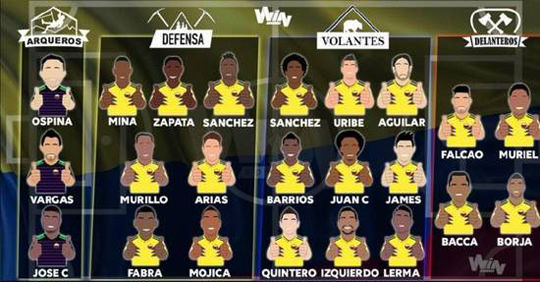 WiN
ARQUEROS
DEFENSA
VOLANTES
DELANTEROS
OSPINA
MINA
ZAPATA
SANCHEZ
SANCHEZ
URIBE
AGUILAR
FALCAO
MURIEL
VARGAS
MURILLO
ARIAS
BARRIOS
JUAN C
JAMES
BACCA
BORJA
JOSE C
FABRA
MOJICA
QUINTERO
IZQUIERDO
LERMA
WiN